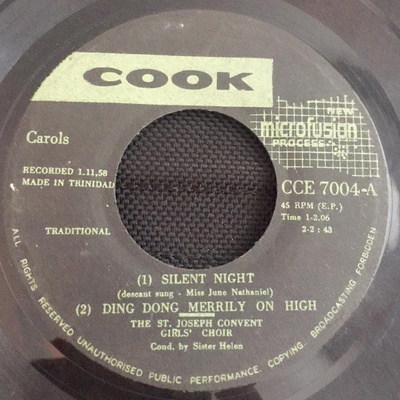 COOK
Carols
NEW
microfusion
PROCESS
RECORDED 1.11,58
MADE IN TRINIDAD
CCE 7004-A
45 RPM (E.P.)
Time 1-2.06
2-2 : 43
TRADITIONAL
(1) SILENT NIGHT
(descant sung - Miss June Nathaniel)
(2) DING DONG MERRILY ON HIGH
THE ST. JOSEPH CONVENT
GIRLS' CHOIR
Cond. by Sister Helen
ALL RIGHTS RESERVED UNAUTHORISED PUBLIC PERFORMANCE, COPYING, BROADCASTING FORBIDDEN